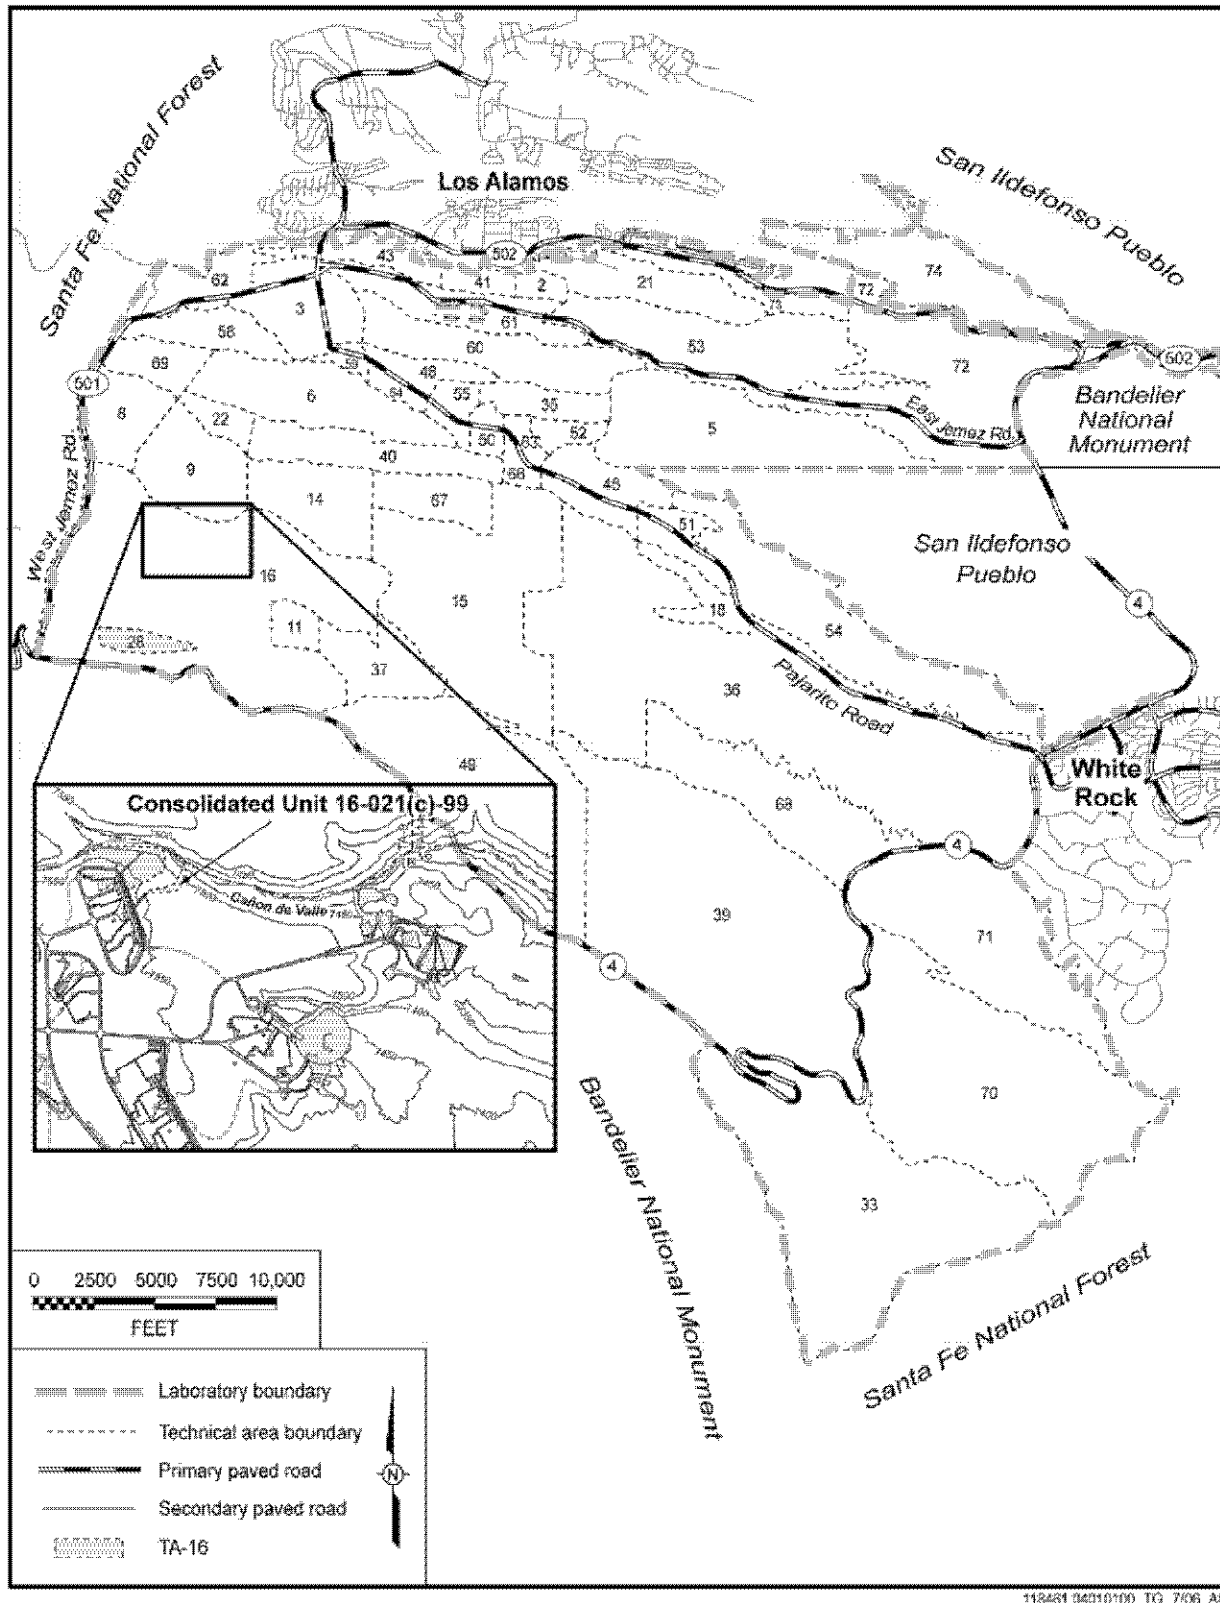 Santa Fe National Forest
Los Alamos
San Ildefonso
Pueblo
502
43
62
41
2
21
74
72
73
3
58
61
53
60
72
502
69
59
48
501
8
6
64
55
35
Bandelier
National
Monument
22
50
63
52
5
East Jemez Rd.
40
9
66
West Jemez Rd.
14
67
46
51
San Ildefonso
Pueblo
16
15
18
54
4
11
28
37
36
Pajarito Road
49
White
Rock
68
Consolidated Unit 16-021(c)-99
4
Cañon de Valle
39
71
4
70
Bandelier National Monument
33
Santa Fe National Forest
0 2500 5000 7500 10,000
FEET
Laboratory boundary
Technical area boundary
Primary paved road
N
Secondary paved road
TA-16